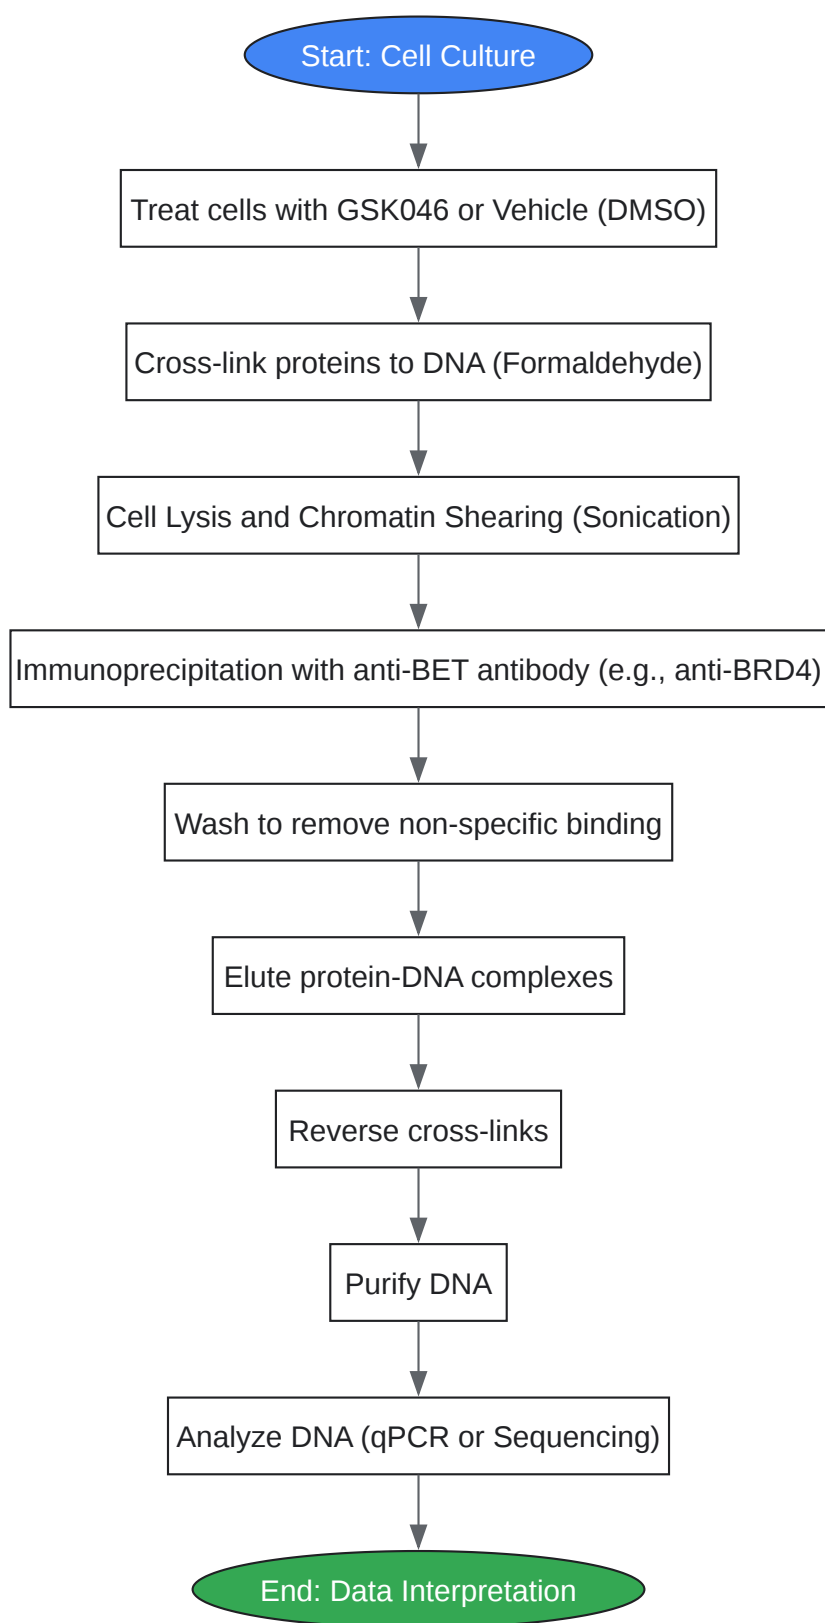 Start: Cell Culture
Treat cells with GSK046 or Vehicle (DMSO)
Cross-link proteins to DNA (Formaldehyde)
Cell Lysis and Chromatin Shearing (Sonication)
Immunoprecipitation with anti-BET antibody (e.g., anti-BRD4)
Wash to remove non-specific binding
Elute protein-DNA complexes
Reverse cross-links
Purify DNA
Analyze DNA (qPCR or Sequencing)
End: Data Interpretation